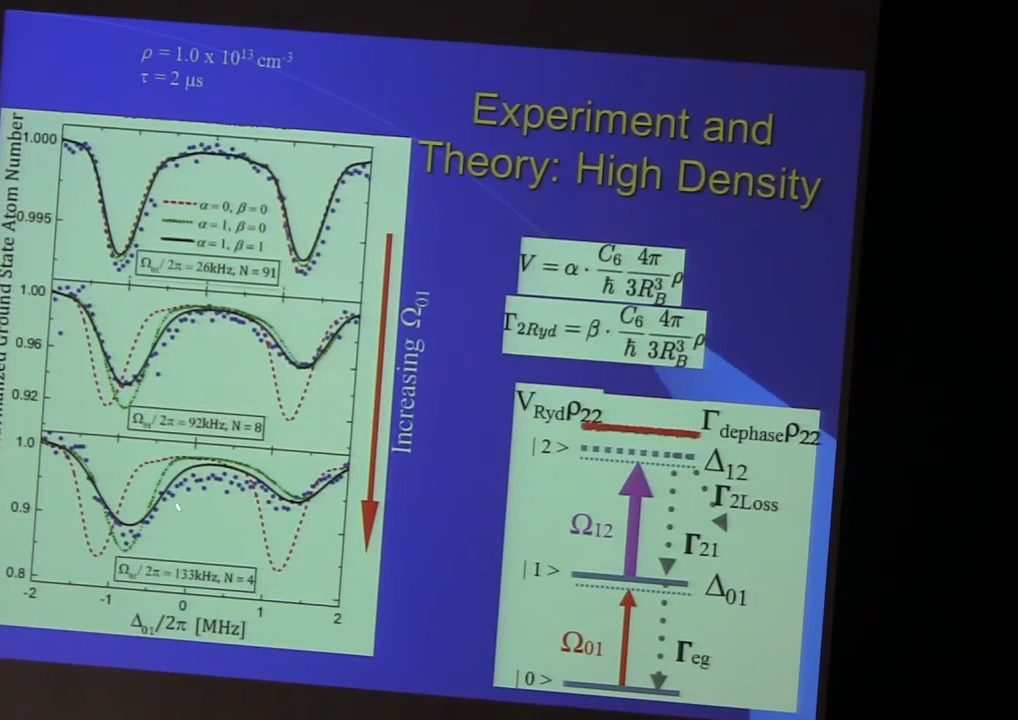 ρ = 1.0 x 10¹³ cm⁻³
τ = 2 μs
Experiment and
Theory: High Density
Ground State Atom Number
1.000
0.995
α=0, β=0
α=1, β=0
α=1, β=1
Ω₀₁/ 2π = 26kHz, N = 91
1.00
0.96
0.92
Ω₀₁/ 2π = 92kHz, N = 8
1.0
0.9
0.8
Ω₀₁/ 2π = 133kHz, N = 4
-2 -1 0 1 2
Δ₀₁/2π [MHz]
Increasing Ω₀₁
V = α · C₆/ħ 4π/3R_B³ ρ
Γ₂Ryd = β · C₆/ħ 4π/3R_B³ ρ
V_Ryd ρ₂₂
Γ_dephase ρ₂₂
| 2 >
Δ₁₂
Γ₂Loss
Ω₁₂
Γ₂₁
| 1 >
Δ₀₁
Ω₀₁
Γeg
| 0 >